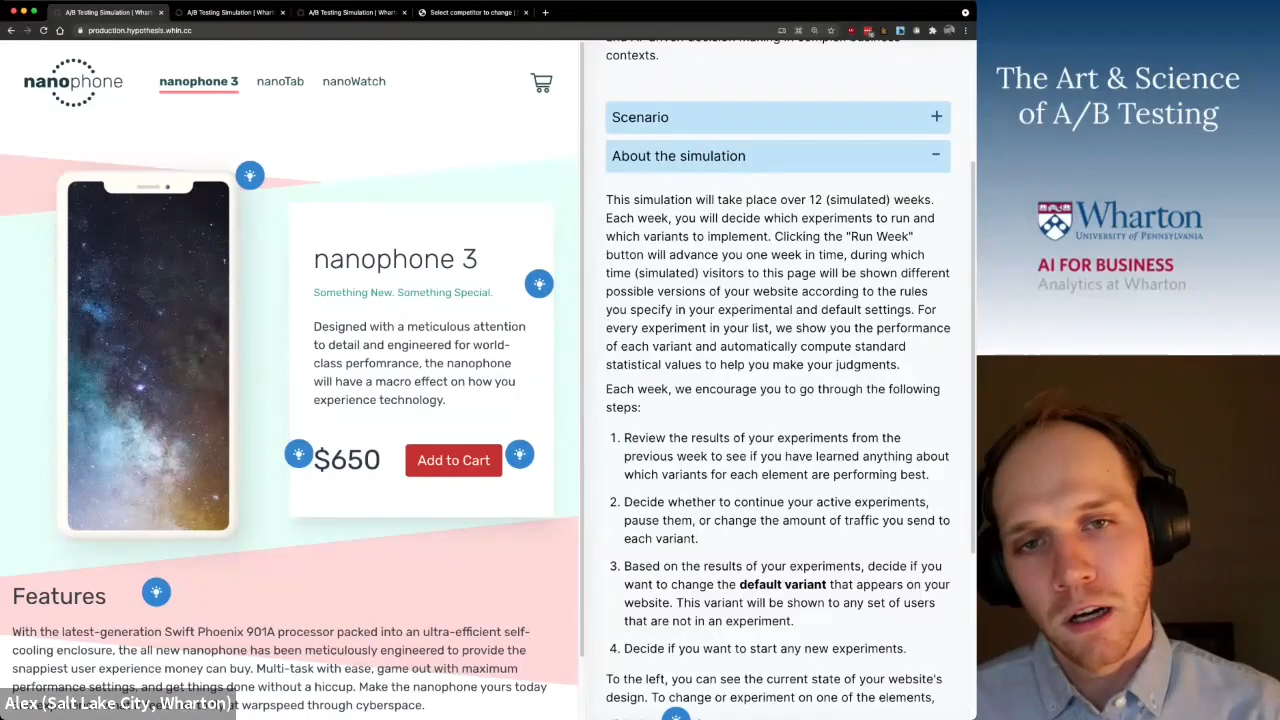 A/B Testing Simulation | Whart
A/B Testing Simulation | Whart
A/B Testing Simulation | Whart
Select competitor to change |
production.hypothesis.whin.cc
nanophone
nanophone 3
nanoTab
nanoWatch
nanophone 3
Something New. Something Special.
Designed with a meticulous attention
to detail and engineered for world-
class perfomrance, the nanophone
will have a macro effect on how you
experience technology.
$650
Add to Cart
Features
With the latest-generation Swift Phoenix 901A processor packed into an ultra-efficient self-
cooling enclosure, the all new nanophone has been meticulously engineered to provide the
snappiest user experience money can buy. Multi-task with ease, game out with maximum
performance settings, and get things done without a hiccup. Make the nanophone yours today
at warpspeed through cyberspace.
Alex (Salt Lake City, Wharton)
contexts.
Scenario
About the simulation
This simulation will take place over 12 (simulated) weeks.
Each week, you will decide which experiments to run and
which variants to implement. Clicking the "Run Week"
button will advance you one week in time, during which
time (simulated) visitors to this page will be shown different
possible versions of your website according to the rules
you specify in your experimental and default settings. For
every experiment in your list, we show you the performance
of each variant and automatically compute standard
statistical values to help you make your judgments.
Each week, we encourage you to go through the following
steps:
1. Review the results of your experiments from the
previous week to see if you have learned anything about
which variants for each element are performing best.
2. Decide whether to continue your active experiments,
pause them, or change the amount of traffic you send to
each variant.
3. Based on the results of your experiments, decide if you
want to change the default variant that appears on your
website. This variant will be shown to any set of users
that are not in an experiment.
4. Decide if you want to start any new experiments.
To the left, you can see the current state of your website's
design. To change or experiment on one of the elements,
The Art & Science
of A/B Testing
Wharton
UNIVERSITY OF PENNSYLVANIA
AI FOR BUSINESS
Analytics at Wharton